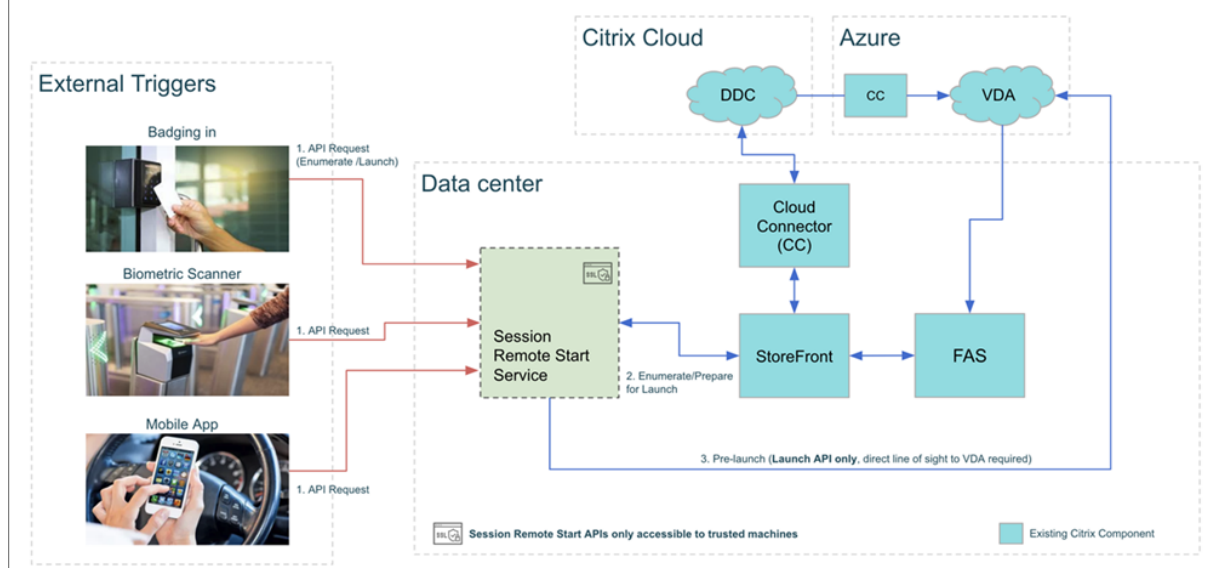 Citrix Cloud
Azure
External Triggers
DDC
CC
VDA
Badging in
1. API Request
(Enumerate /Launch)
Data center
Cloud
Connector
(CC)
SSL
Biometric Scanner
1. API Request
Session
Remote Start
Service
StoreFront
FAS
2. Enumerate/Prepare
for Launch
Mobile App
3. Pre-launch (Launch API only, direct line of sight to VDA required)
1. API Request
SSL
Session Remote Start APIs only accessible to trusted machines
Existing Citrix Component